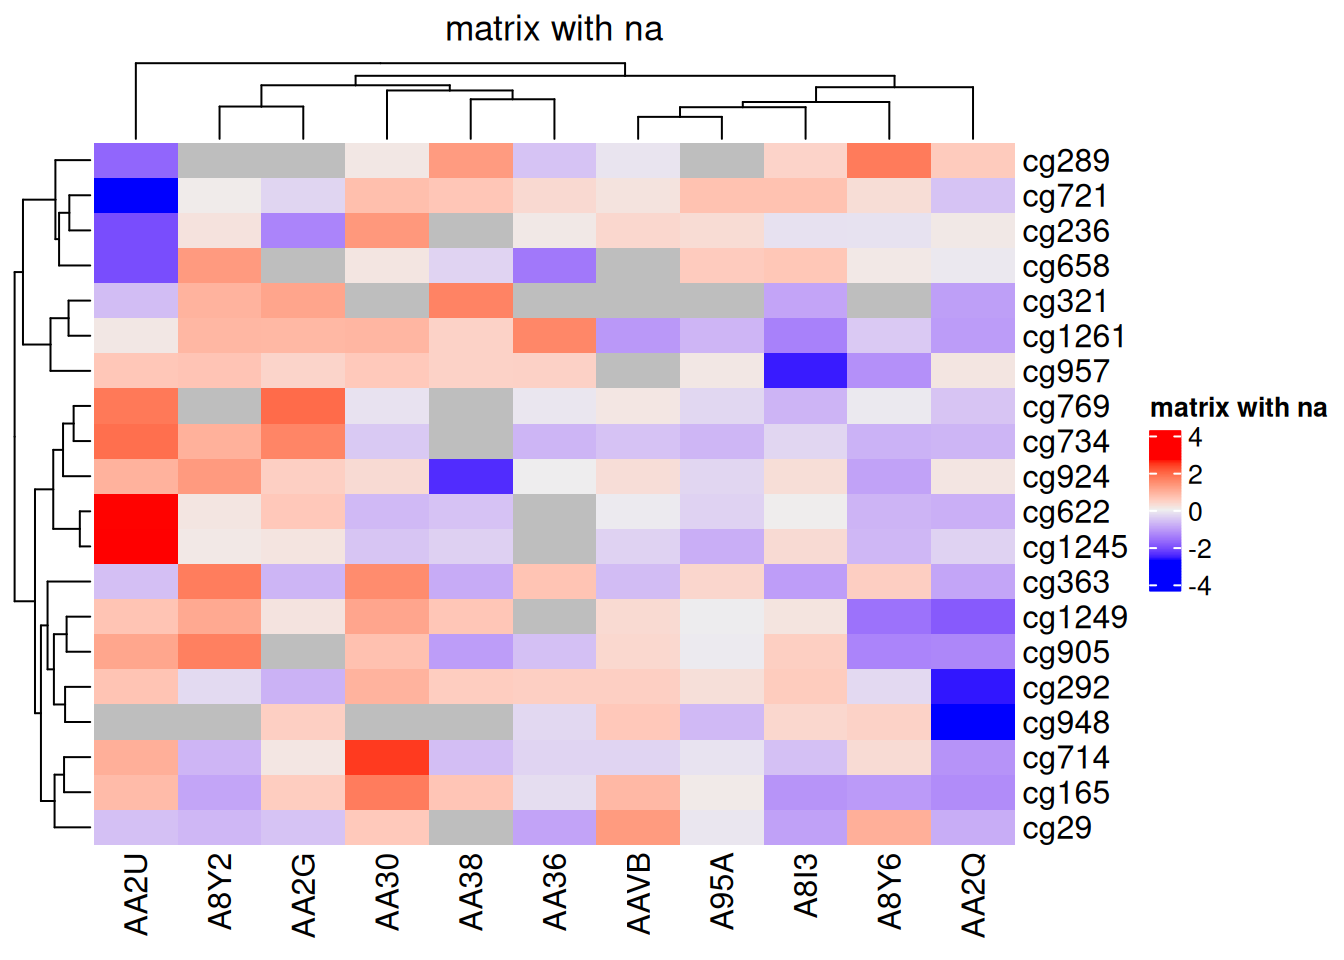 matrix with na
cg289
cg721
cg236
cg658
cg321
cg1261
cg957
cg769
cg734
cg924
cg622
cg1245
cg363
cg1249
cg905
cg292
cg948
cg714
cg165
cg29
matrix with na
4
2
0
-2
-4
AA2U
A8Y2
AA2G
AA30
AA38
AA36
AAVB
A95A
A8I3
A8Y6
AA2Q